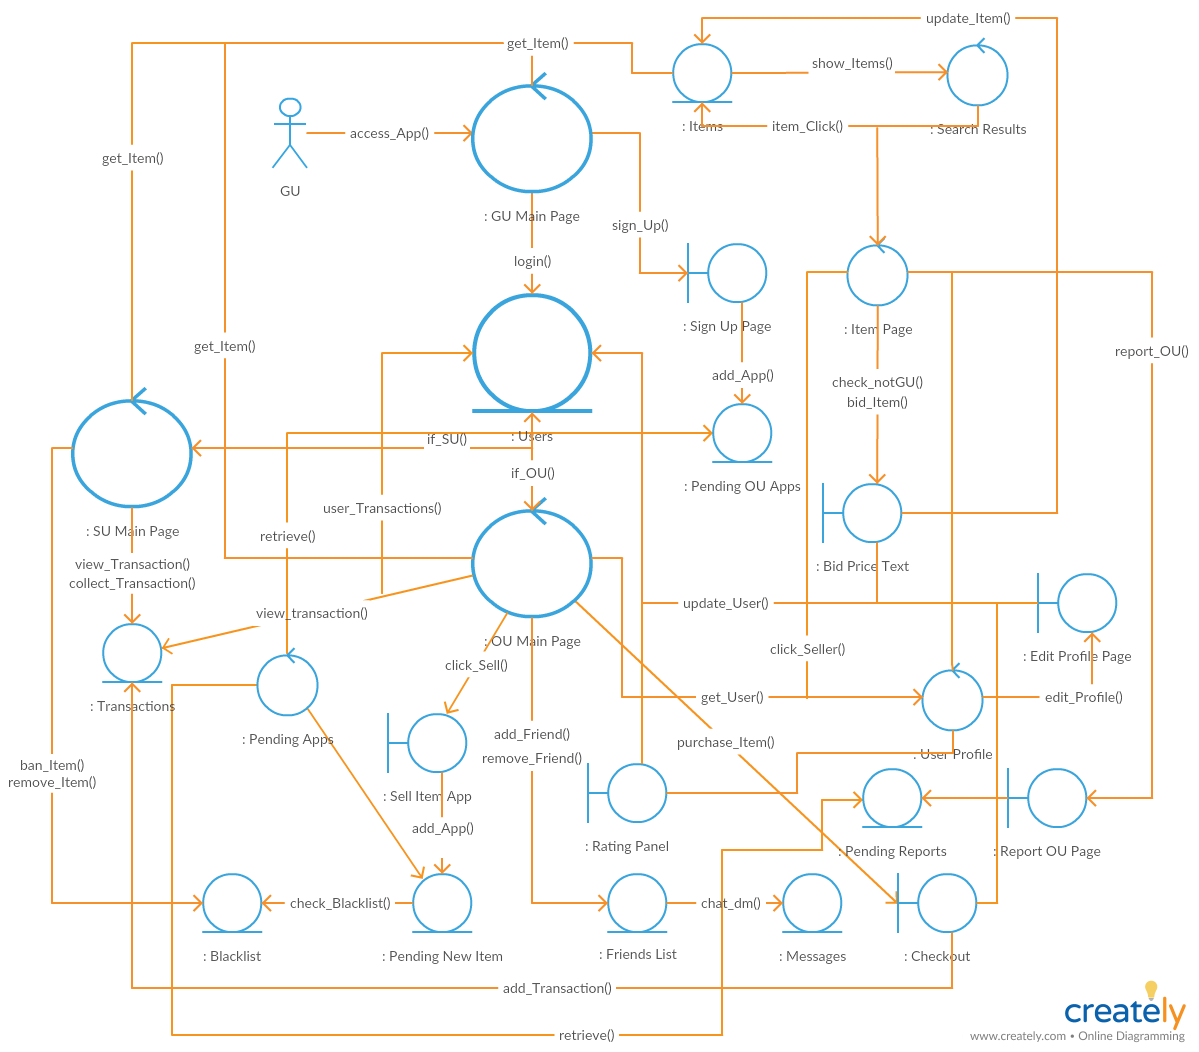 update_Item()
get_Item()
show_Items()
access_App()
: Items
item_Click()
: Search Results
get_Item()
GU
: GU Main Page
sign_Up()
login()
: Sign Up Page
: Item Page
get_Item()
report_OU()
add_App()
check_notGU()
bid_Item()
if_SU()
: Users
if_OU()
: Pending OU Apps
user_Transactions()
: SU Main Page
retrieve()
view_Transaction()
collect_Transaction()
: Bid Price Text
view_transaction()
update_User()
: OU Main Page
click_Seller()
: Edit Profile Page
click_Sell()
: Transactions
get_User()
edit_Profile()
: Pending Apps
add_Friend()
remove_Friend()
purchase_Item()
: User Profile
ban_Item()
remove_Item()
: Sell Item App
add_App()
: Rating Panel
: Pending Reports
: Report OU Page
check_Blacklist()
chat_dm()
: Blacklist
: Pending New Item
: Friends List
: Messages
: Checkout
add_Transaction()
creately
www.creately.com • Online Diagramming
retrieve()